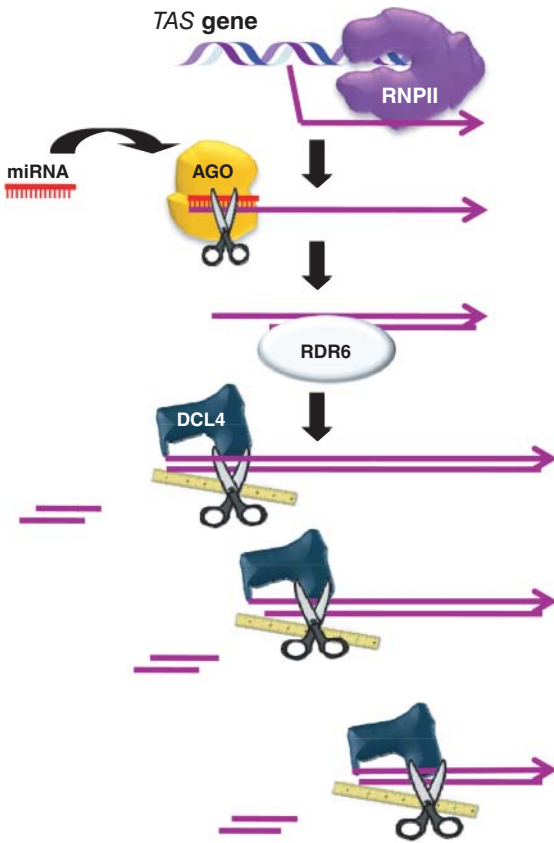 TAS gene
RNPII
miRNA
AGO
RDR6
DCL4